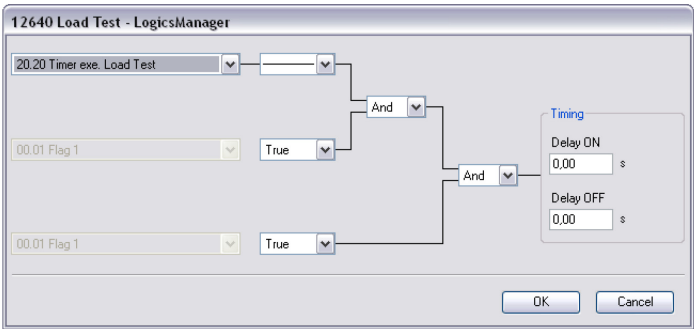 12640 Load Test - LogicsManager
20.20 Timer exe. Load Test
And
Timing
Delay ON
00.01 Flag 1 True
0,00 s
And
Delay OFF
0,00 s
00.01 Flag 1 True
OK Cancel